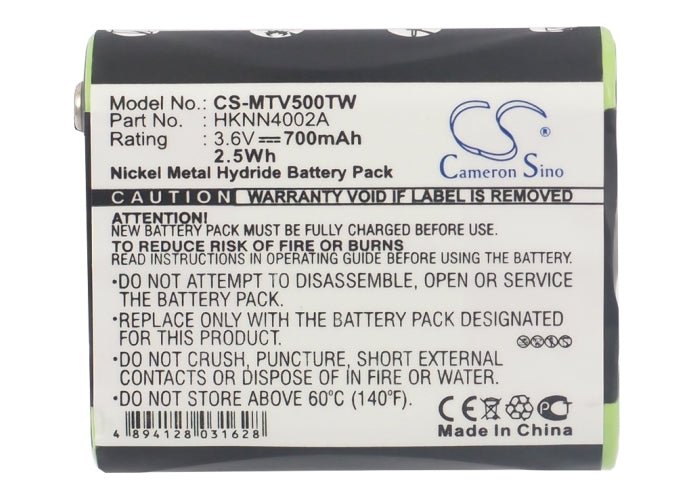 Model No.: CS-MTV500TW
Part No. : HKNN4002A
Rating : 3.6V⎓700mAh
2.5Wh
Nickel Metal Hydride Battery Pack
CS
Cameron Sino
CAUTION: WARRANTY VOID IF LABEL IS REMOVED
ATTENTION!
NEW BATTERY PACK MUST BE FULLY CHARGED BEFORE USE.
TO REDUCE RISK OF FIRE OR BURNS
READ INSTRUCTIONS IN OPERATING GUIDE BEFORE USING THE BATTERY.
•DO NOT ATTEMPT TO DISASSEMBLE, OPEN OR SERVICE
THE BATTERY PACK.
•REPLACE ONLY WITH THE BATTERY PACK DESIGNATED
FOR THIS PRODUCT.
•DO NOT CRUSH, PUNCTURE, SHORT EXTERNAL
CONTACTS OR DISPOSE IN FIRE OR WATER.
•DO NOT STORE ABOVE 60°C (140°F).
4 894128 031628
CE
Made In China